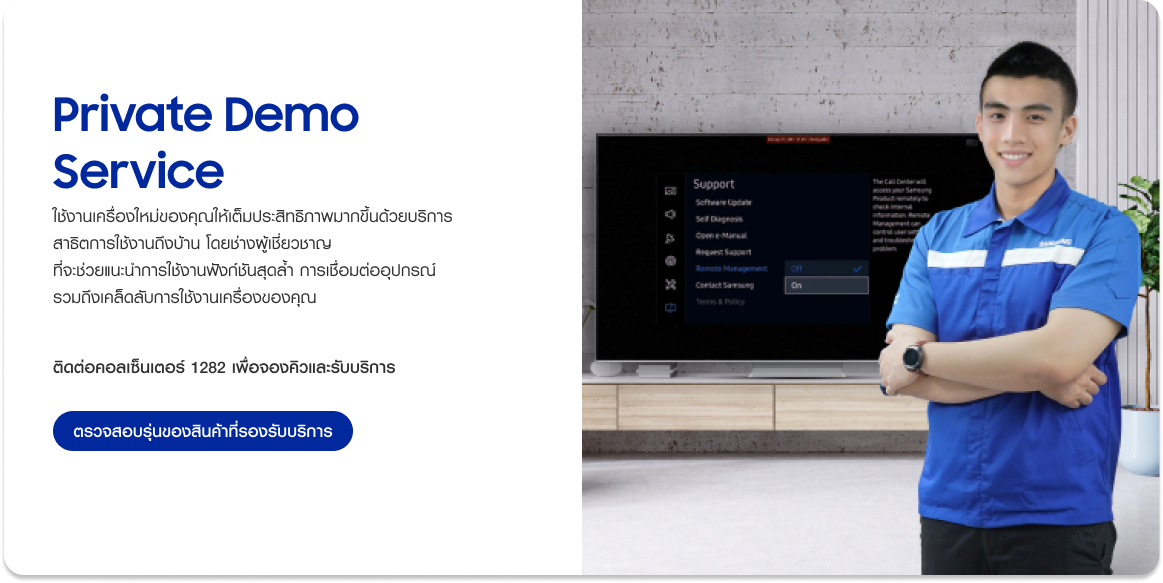 Private Demo
Service
ใช้งานเครื่องใหม่ของคุณให้เต็มประสิทธิภาพมากขึ้นด้วยบริการ
สาธิตการใช้งานถึงบ้าน โดยช่างผู้เชี่ยวชาญ
ที่จะช่วยแนะนำการใช้งานฟังก์ชันสุดล้ำ การเชื่อมต่ออุปกรณ์
รวมถึงเคล็ดลับการใช้งานเครื่องของคุณ
ติดต่อคอลเซ็นเตอร์ 1282 เพื่อจองคิวและรับบริการ
ตรวจสอบรุ่นของสินค้าที่รองรับบริการ
Support
Software Update
Self Diagnosis
Open e-Manual
Request Support
Remote Management
Off
Contact Samsung
On
Terms & Policy
The Call Center will
access your Samsung
Product remotely to
check internal
information. Remote
Management can
control user
and
problem.
SAMSUNG